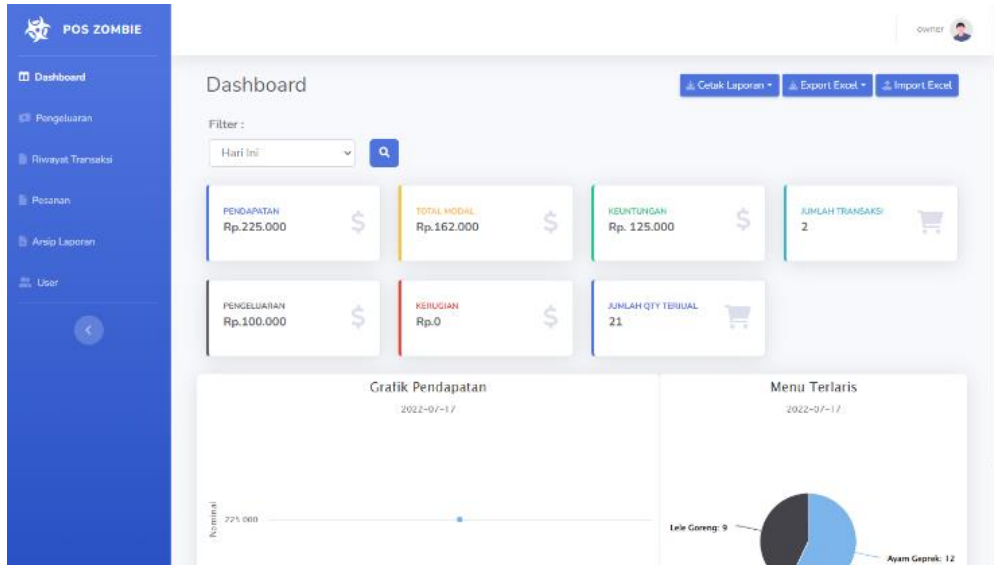 POS ZOMBIE
owner
Dashboard
Pengeluaran
Riwayat Transaksi
Pesanan
Arsip Laporan
User
Dashboard
Cetak Laporan
Export Excel
Import Excel
Filter :
Hari Ini
PENDAPATAN
Rp.225.000
TOTAL MODAL
Rp.162.000
KEUNTUNGAN
Rp. 125.000
JUMLAH TRANSAKSI
2
PENGELUARAN
Rp.100.000
KERUGIAN
Rp.0
JUMLAH QTY TERJUAL
21
Grafik Pendapatan
2022-07-17
Nominal
225 000
Menu Terlaris
2022-07-17
Lele Goreng: 9
Ayam Geprek: 12